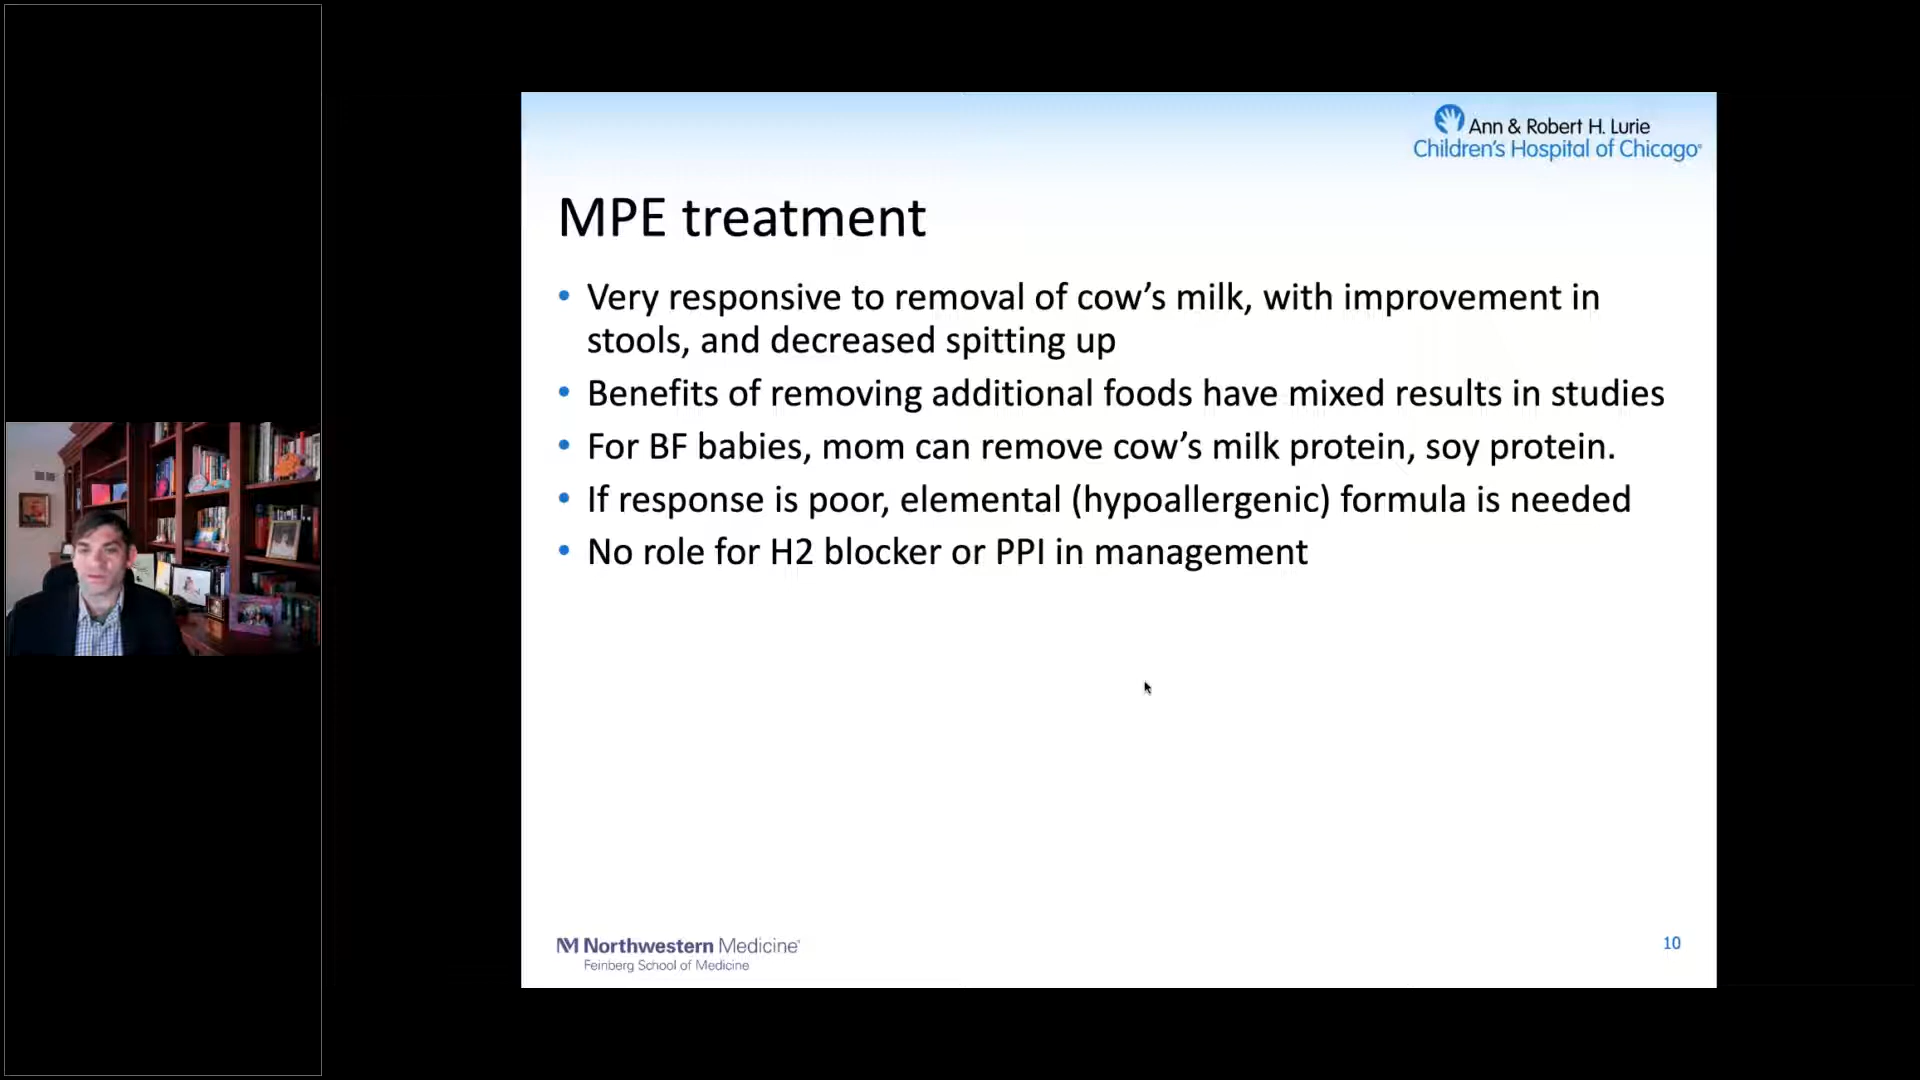 Ann & Robert H. Lurie
Children's Hospital of Chicago
MPE treatment
• Very responsive to removal of cow’s milk, with improvement in
stools, and decreased spitting up
• Benefits of removing additional foods have mixed results in studies
• For BF babies, mom can remove cow’s milk protein, soy protein.
• If response is poor, elemental (hypoallergenic) formula is needed
• No role for H2 blocker or PPI in management
NM Northwestern Medicine
Feinberg School of Medicine
10